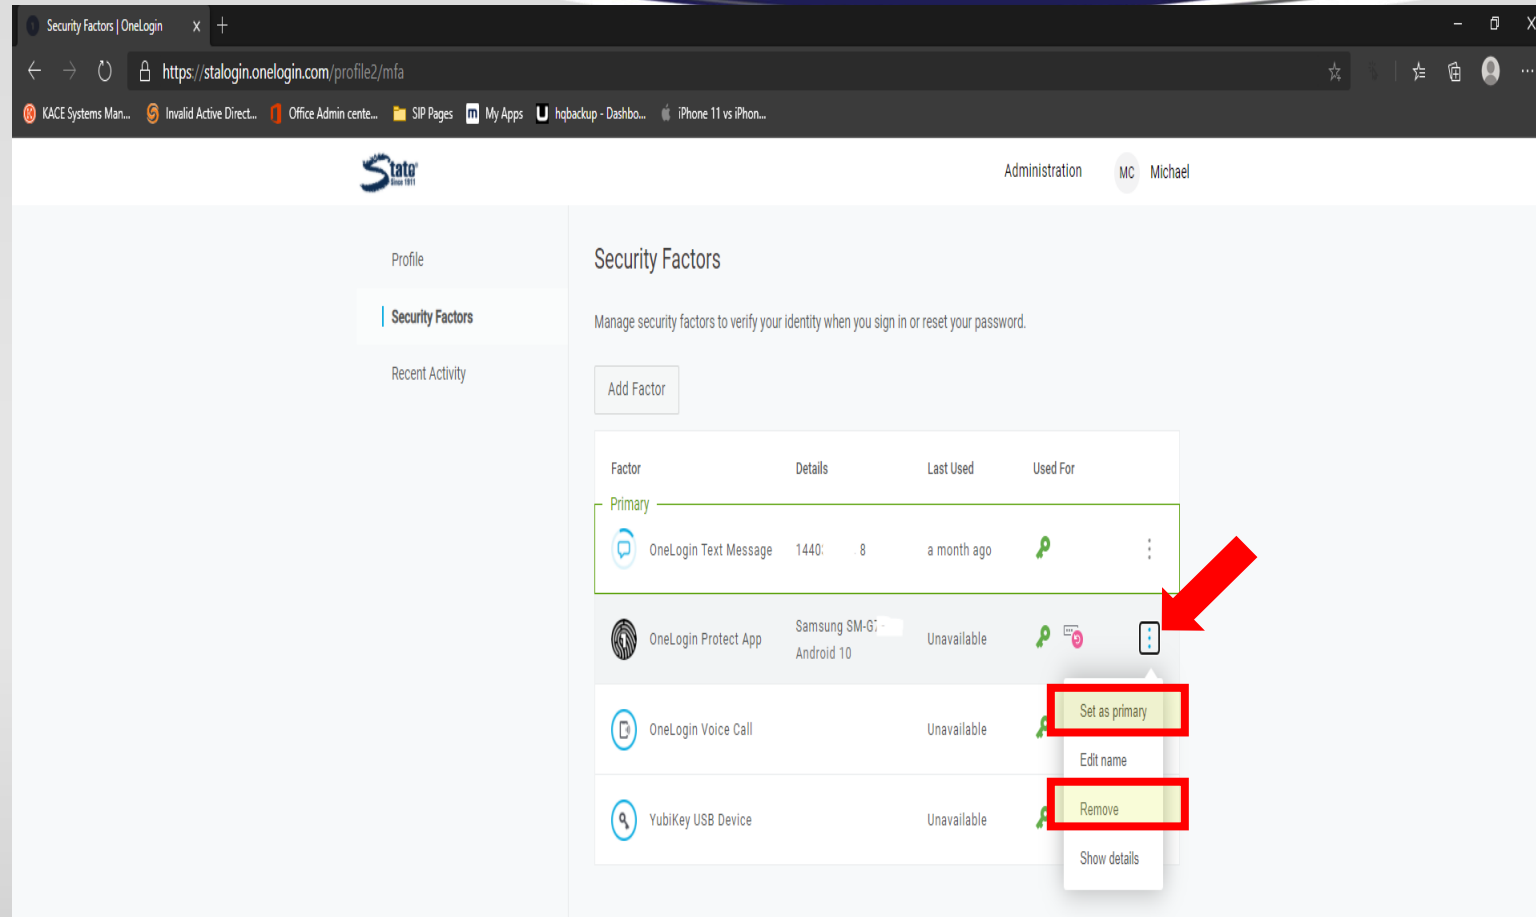 Security Factors | OneLogin
https://stalogin.onelogin.com/profile2/mfa
KACE Systems Man... Invalid Active Direct... Office Admin cente... SIP Pages My Apps hqbackup - Dashbo... iPhone 11 vs iPhon...
Stato
Since 1911
Administration MC Michael
Profile
Security Factors
Recent Activity
Security Factors
Manage security factors to verify your identity when you sign in or reset your password.
Add Factor
Factor Details Last Used Used For
Primary
OneLogin Text Message 1440 8 a month ago
OneLogin Protect App Samsung SM-G7 Unavailable
Android 10
OneLogin Voice Call Unavailable
YubiKey USB Device Unavailable
Set as primary
Edit name
Remove
Show details